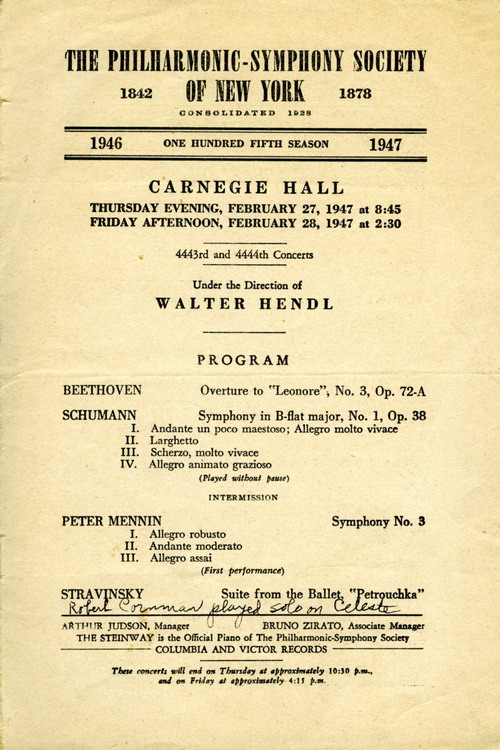 THE PHILHARMONIC-SYMPHONY SOCIETY
1842 OF NEW YORK 1878
CONSOLIDATED 1928
1946 ONE HUNDRED FIFTH SEASON 1947
CARNEGIE HALL
THURSDAY EVENING, FEBRUARY 27, 1947 at 8:45
FRIDAY AFTERNOON, FEBRUARY 28, 1947 at 2:30
4443rd and 4444th Concerts
Under the Direction of
WALTER HENDL
PROGRAM
BEETHOVEN Overture to "Leonore", No. 3, Op. 72-A
SCHUMANN Symphony in B-flat major, No. 1, Op. 38
I. Andante un poco maestoso; Allegro molto vivace
II. Larghetto
III. Scherzo, molto vivace
IV. Allegro animato grazioso
(Played without pause)
INTERMISSION
PETER MENNIN Symphony No. 3
I. Allegro robusto
II. Andante moderato
III. Allegro assai
(First performance)
STRAVINSKY Suite from the Ballet, "Petrouchka"
Robert Cornman played solo on Celeste
ARTHUR JUDSON, Manager BRUNO ZIRATO, Associate Manager
THE STEINWAY is the Official Piano of The Philharmonic-Symphony Society
COLUMBIA AND VICTOR RECORDS
These concerts will end on Thursday at approximately 10:30 p.m.,
and on Friday at approximately 4:15 p.m.